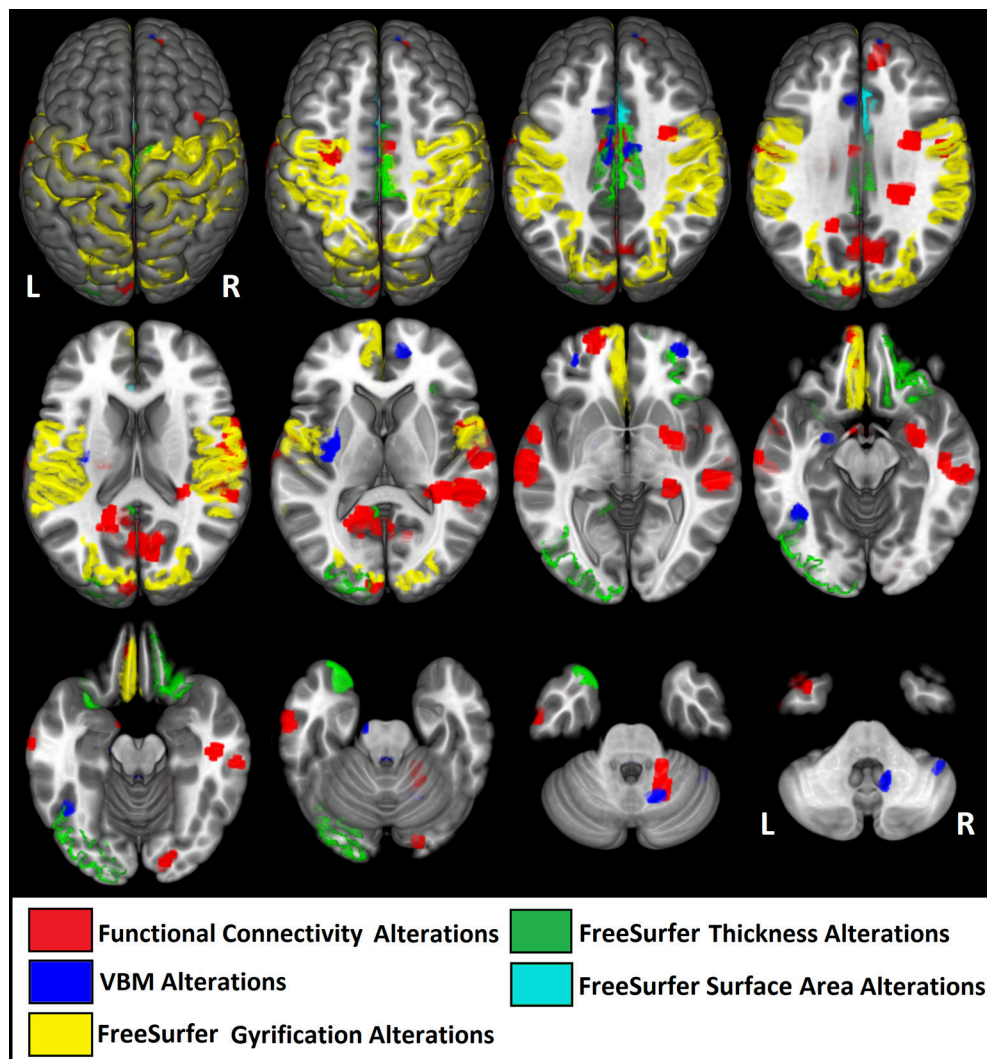 L R
L R
Functional Connectivity Alterations
FreeSurfer Thickness Alterations
VBM Alterations
FreeSurfer Surface Area Alterations
FreeSurfer Gyrification Alterations